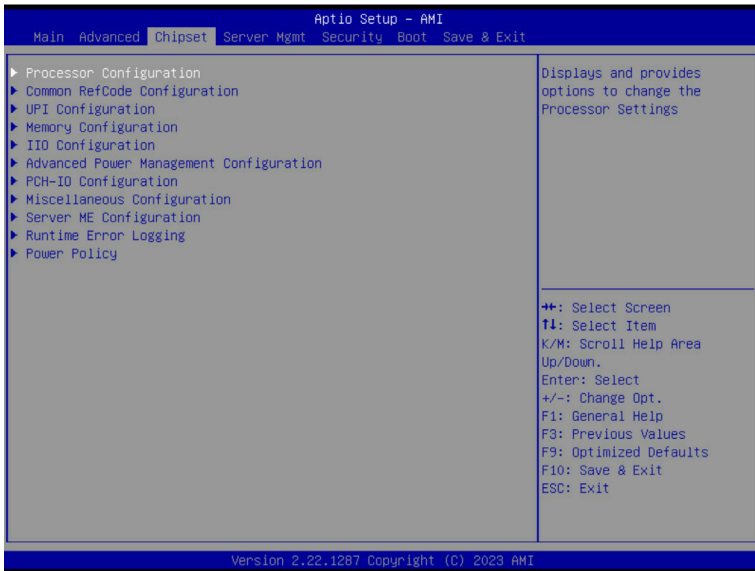 Aptio Setup – AMI
Main Advanced Chipset Server Mgmt Security Boot Save & Exit
Processor Configuration
Common RefCode Configuration
UPI Configuration
Memory Configuration
IIO Configuration
Advanced Power Management Configuration
PCH-IO Configuration
Miscellaneous Configuration
Server ME Configuration
Runtime Error Logging
Power Policy
Displays and provides
options to change the
Processor Settings
→←: Select Screen
↑↓: Select Item
K/M: Scroll Help Area
Up/Down.
Enter: Select
+/-: Change Opt.
F1: General Help
F3: Previous Values
F9: Optimized Defaults
F10: Save & Exit
ESC: Exit
Version 2.22.1287 Copyright (C) 2023 AMI